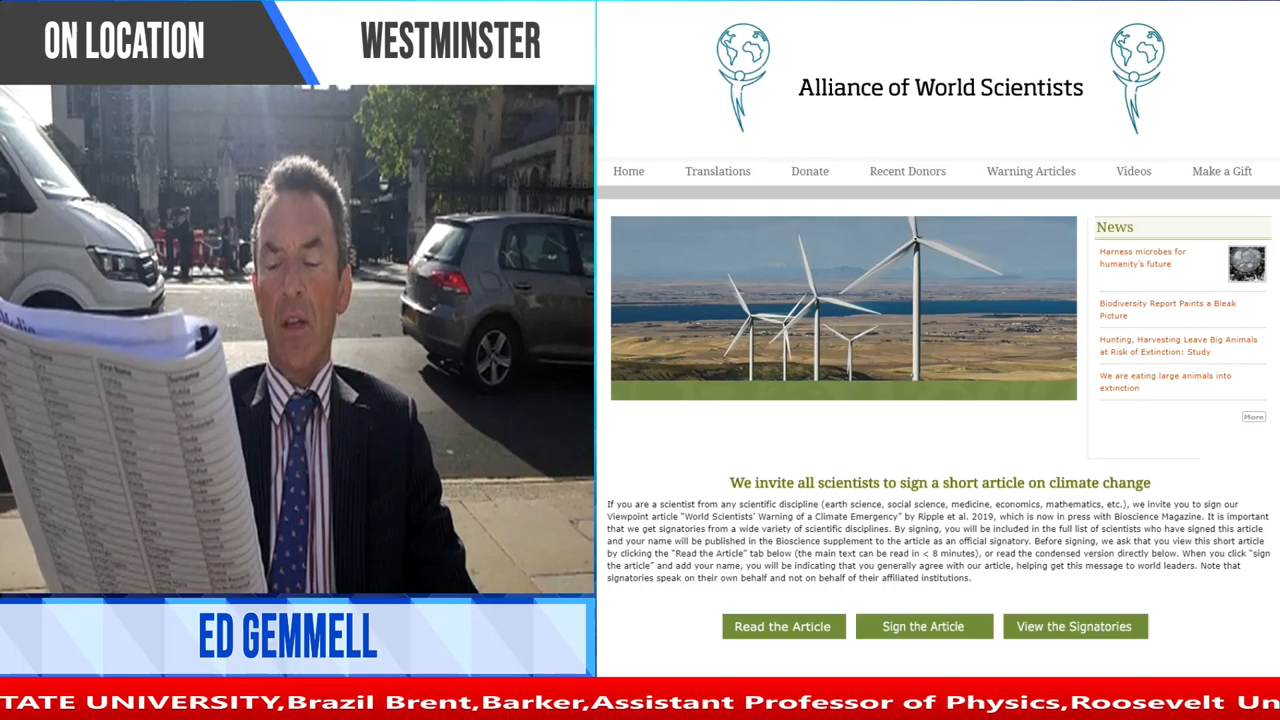 ON LOCATION
WESTMINSTER
Alliance of World Scientists
Home
Translations
Donate
Recent Donors
Warning Articles
Videos
Make a Gift
News
Harness microbes for
humanity's future
Biodiversity Report Paints a Bleak
Picture
Hunting, Harvesting Leave Big Animals
at Risk of Extinction: Study
We are eating large animals into
extinction
More
First Name
Surname
We invite all scientists to sign a short article on climate change
If you are a scientist from any scientific discipline (earth science, social science, medicine, economics, mathematics, etc.), we invite you to sign our
Viewpoint article "World Scientists' Warning of a Climate Emergency" by Ripple et al. 2019, which is now in press with Bioscience Magazine. It is important
that we get signatories from a wide variety of scientific disciplines. By signing, you will be included in the full list of scientists who have signed this article
and your name will be published in the Bioscience supplement to the article as an official signatory. Before signing, we ask that you view this short article
by clicking the "Read the Article" tab below (the main text can be read in < 8 minutes), or read the condensed version directly below. When you click "sign
the article" and add your name, you will be indicating that you generally agree with our article, helping get this message to world leaders. Note that
signatories speak on their own behalf and not on behalf of their affiliated institutions.
Read the Article
Sign the Article
View the Signatories
ED GEMMELL
TATE UNIVERSITY,Brazil Brent,Barker,Assistant Professor of Physics,Roosevelt Un